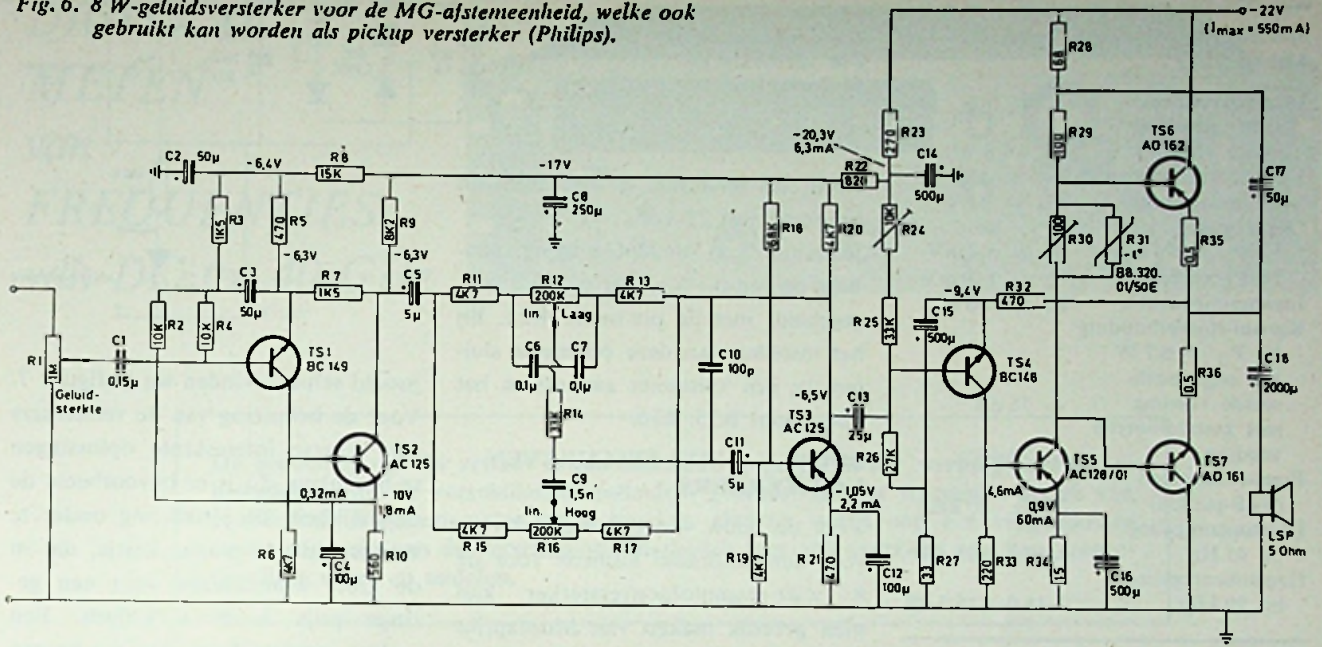 Fig. 6. 8 W-geluidsversterker voor de MG-afstemeenheid, welke ook
gebruikt kan worden als pickup versterker (Philips).
-22V
(Imax = 550mA)
R28
68
R29
100
TS6
AD 162
C17
50µ
R30
100
R31
-t°
B8.320.
01/50E
R35
0,5
R36
0,5
C18
2000µ
LSP
5 Ohm
R23
270
-20,3V
6,3mA
R22
820
C14
500µ
R24
10K
C2
50µ
-6,4V
R8
15K
-17V
C8
250µ
R3
1K5
R5
470
R9
8K2
R18
R20
4K7
-6,3V
-6,3V
C3
50µ
R7
1K5
C5
5µ
R11
4K7
R12
200K
R13
4K7
lin.
Laag
R2
10K
R4
10K
R1
1M
Geluid-
sterkte
C1
0,15µ
TS1
BC 149
C6
0,1µ
C7
0,1µ
C10
100p
R14
C9
1,5n
lin.
Hoog
4K7
R15
200K
R16
4K7
R17
TS2
AC125
0,32mA
-10V
1,8mA
R6
4K7
C4
100µ
R10
560
C11
5µ
-6,5V
TS3
AC125
C13
25µ
-1,05V
2,2 mA
R19
4K7
R21
470
C12
100µ
R25
33K
R26
27K
R27
33
C15
500µ
-9,4V
R32
470
TS4
BC148
R33
220
4,6mA
TS5
AC128/01
0,9V
60mA
R34
15
C16
500µ
TS7
AD 161